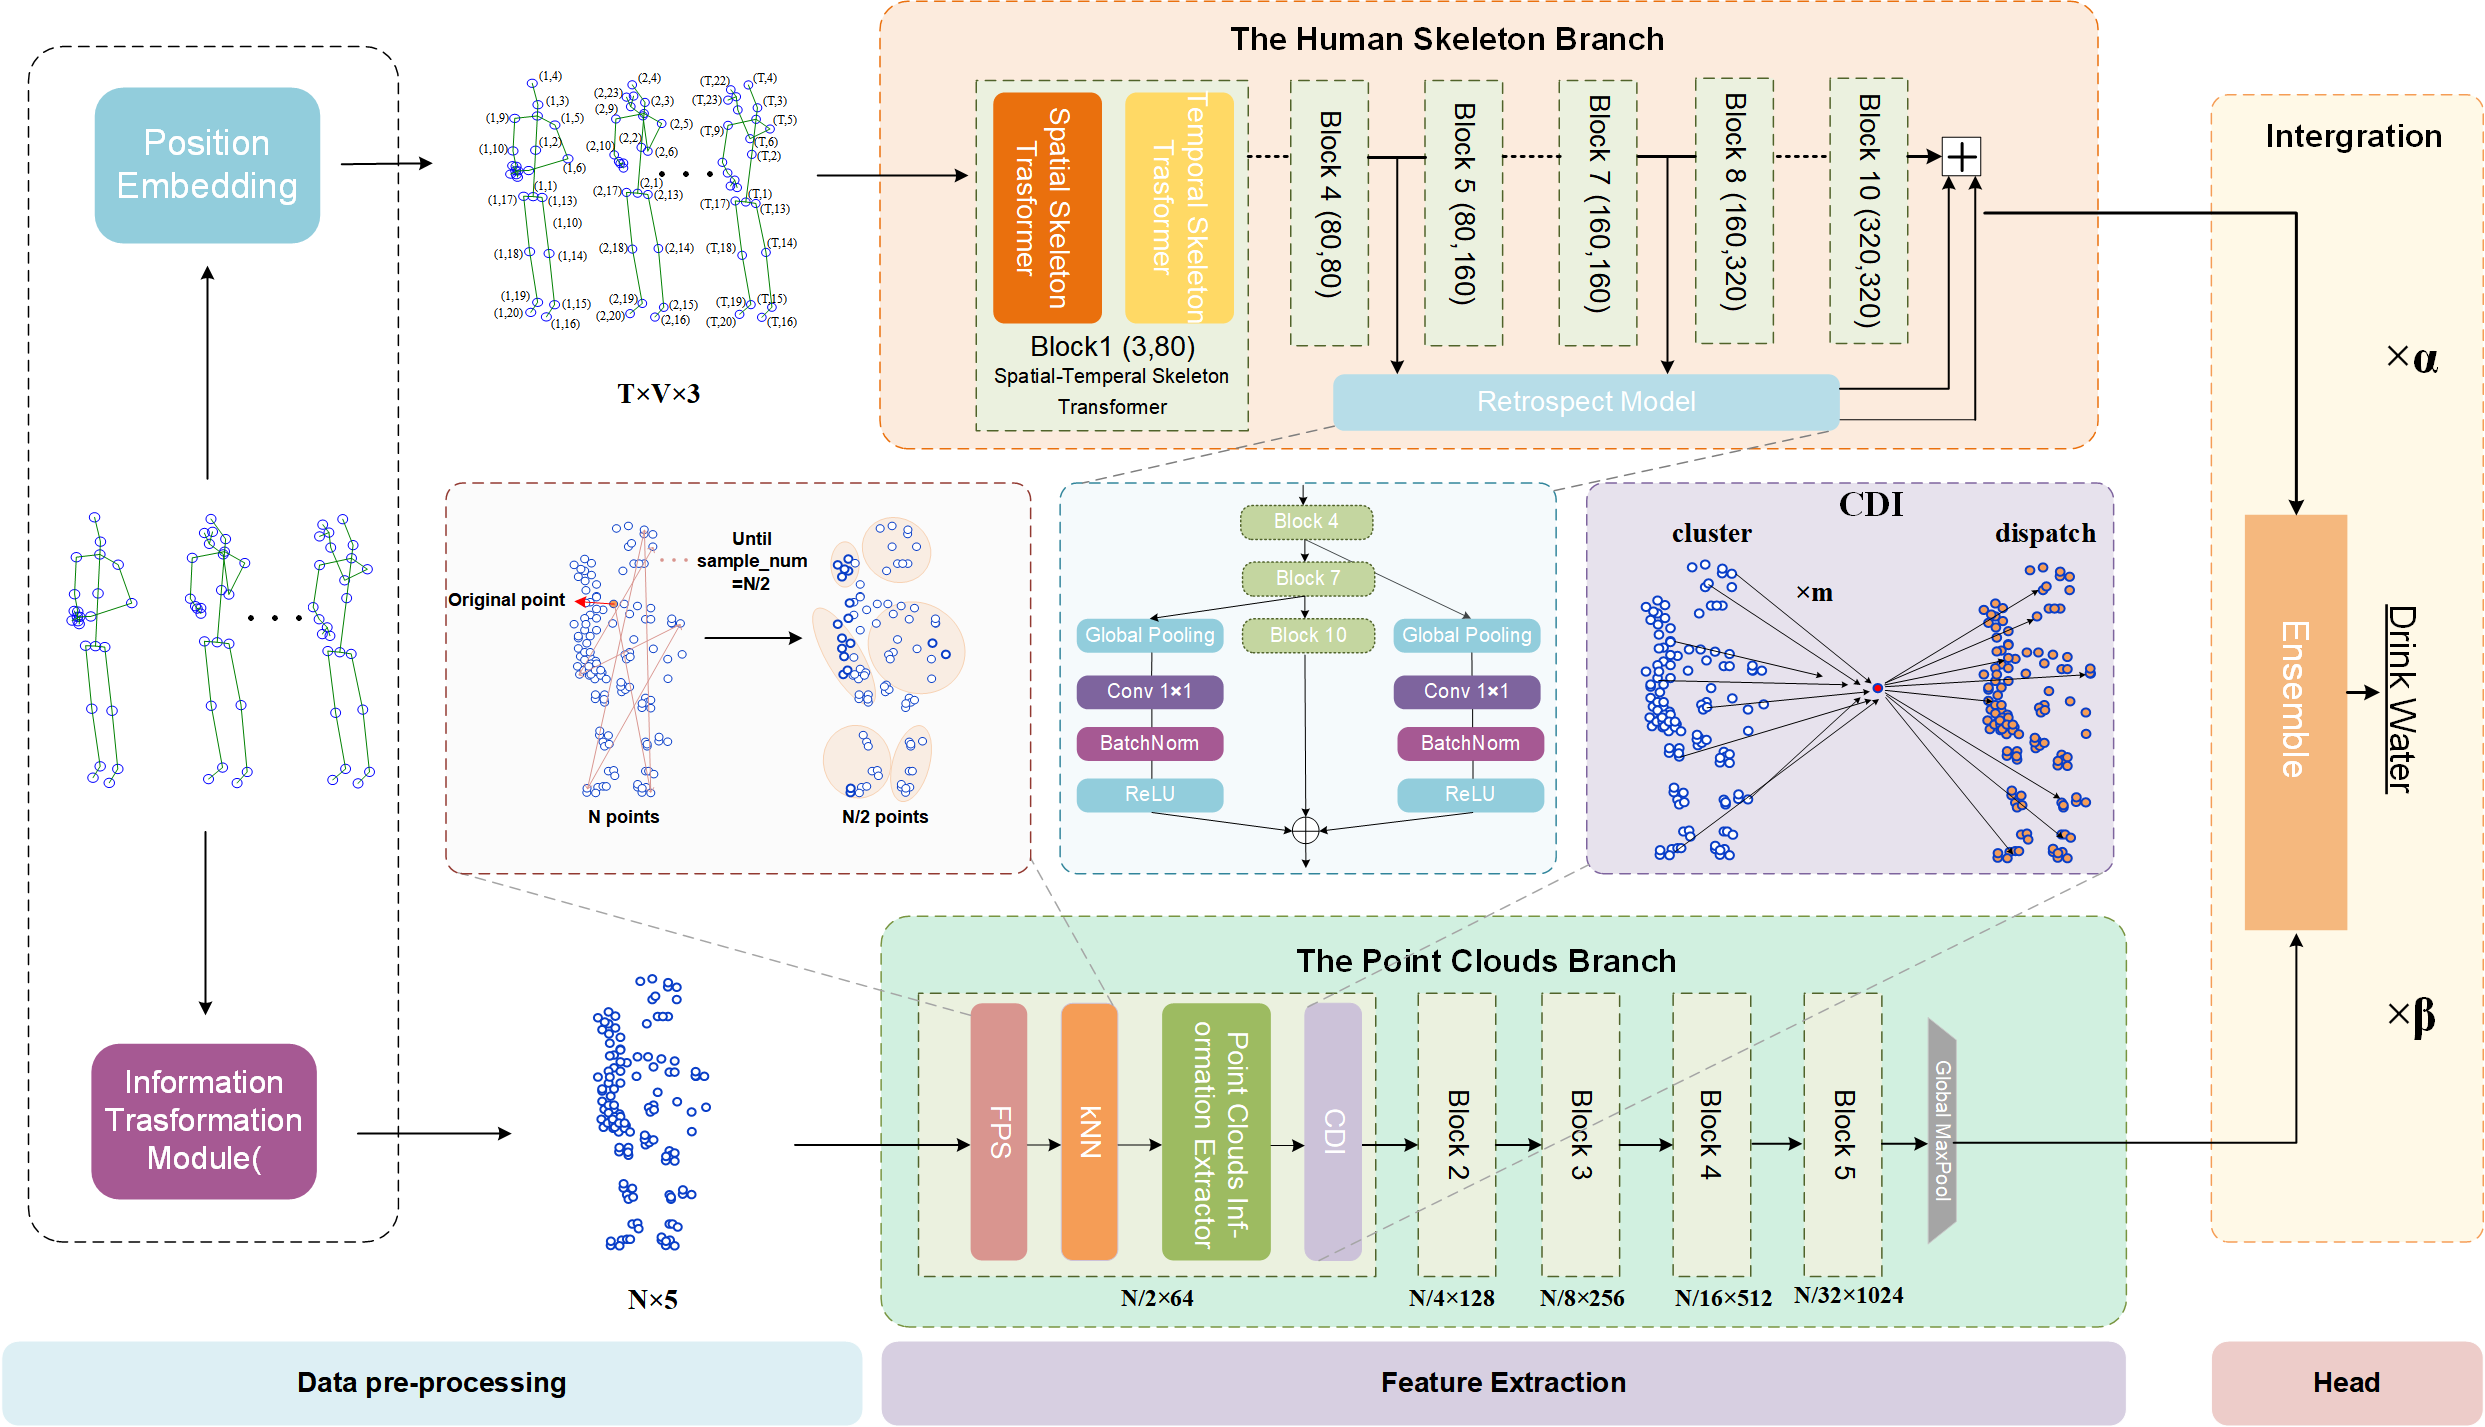 Position
Embedding
(1,4)
(1,3)
(1,9)
(1,5)
(1,2)
(1,10)
(1,6)
(1,1)
(1,17)
(1,13)
(1,10)
(1,18)
(1,14)
(1,19)
(1,15)
(1,20)
(1,16)
(2,4)
(2,23)
(2,3)
(2,9)
(2,5)
(2,2)
(2,10)
(2,6)
(2,1)
(2,17)
(2,13)
(2,18)
(2,14)
(2,19)
(2,15)
(2,20)
(2,16)
(T,22)
(T,4)
(T,23)
(T,3)
(T,5)
(T,9)
(T,6)
(T,2)
(T,1)
(T,17)
(T,13)
(T,18)
(T,14)
(T,19)
(T,15)
(T,20)
(T,16)
T×V×3
The Human Skeleton Branch
Spatial Skeleton
Trasformer
Temporal Skeleton
Trasformer
Block1 (3,80)
Spatial-Temperal Skeleton
Transformer
Block 4 (80,80)
Block 5 (80,160)
Block 7 (160,160)
Block 8 (160,320)
Block 10 (320,320)
Retrospect Model
Intergration
×α
Ensemble
Drink Water
×β
Until
sample_num
=N/2
Original point
N points
N/2 points
Block 4
Block 7
Global Pooling
Block 10
Global Pooling
Conv 1×1
Conv 1×1
BatchNorm
BatchNorm
ReLU
ReLU
CDI
cluster
dispatch
×m
Information
Trasformation
Module(
N×5
The Point Clouds Branch
FPS
kNN
Point Clouds Inf-
ormation Extractor
CDI
Block 2
Block 3
Block 4
Block 5
Global MaxPool
N/2×64
N/4×128
N/8×256
N/16×512
N/32×1024
Data pre-processing
Feature Extraction
Head